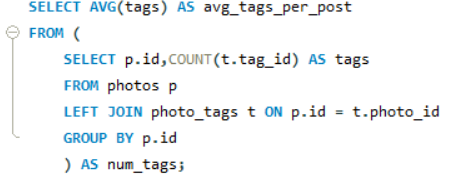 SELECT AVG(tags) AS avg_tags_per_post
FROM (
SELECT p.id,COUNT(t.tag_id) AS tags
FROM photos p
LEFT JOIN photo_tags t ON p.id = t.photo_id
GROUP BY p.id
) AS num_tags;